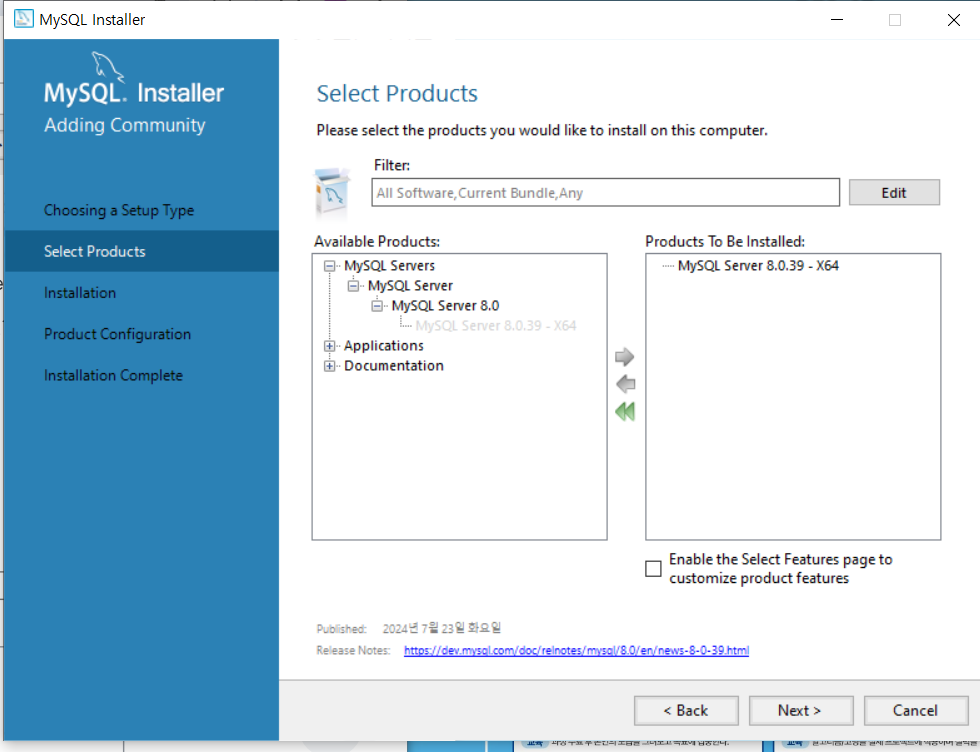 MySQL Installer
MySQL. Installer
Adding Community
Choosing a Setup Type
Select Products
Installation
Product Configuration
Installation Complete
Select Products
Please select the products you would like to install on this computer.
Filter:
All Software,Current Bundle,Any
Edit
Available Products:
MySQL Servers
MySQL Server
MySQL Server 8.0
MySQL Server 8.0.39 - X64
Applications
Documentation
Products To Be Installed:
MySQL Server 8.0.39 - X64
Enable the Select Features page to
customize product features
Published: 2024년 7월 23일 화요일
Release Notes: https://dev.mysql.com/doc/relnotes/mysql/8.0/en/news-8-0-39.html
< Back
Next >
Cancel